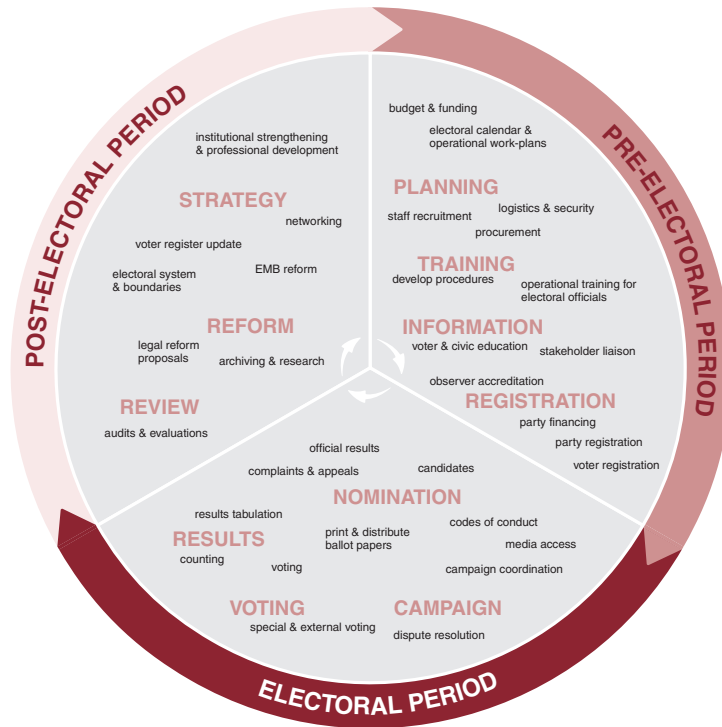 PRE-ELECTORAL PERIOD
budget & funding
electoral calendar &
operational work-plans
PLANNING
logistics & security
staff recruitment
procurement
TRAINING
develop procedures
operational training for
electoral officials
INFORMATION
voter & civic education
stakeholder liaison
observer accreditation
REGISTRATION
party financing
party registration
voter registration
ELECTORAL PERIOD
official results
complaints & appeals
candidates
NOMINATION
results tabulation
codes of conduct
print & distribute
ballot papers
RESULTS
media access
counting
voting
campaign coordination
VOTING
CAMPAIGN
special & external voting
dispute resolution
POST-ELECTORAL PERIOD
institutional strengthening
& professional development
STRATEGY
networking
voter register update
electoral system
& boundaries
EMB reform
REFORM
legal reform
proposals
archiving & research
REVIEW
audits & evaluations